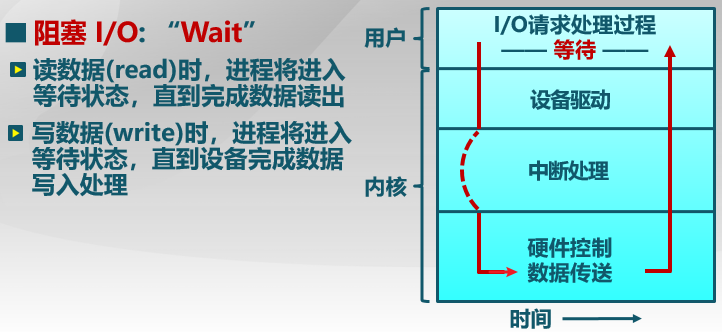 阻塞 I/O: “Wait”
读数据(read)时，进程将进入
等待状态，直到完成数据读出
写数据(write)时，进程将进入
等待状态，直到设备完成数据
写入处理
用户
I/O请求处理过程
—— 等待 ——
设备驱动
中断处理
内核
硬件控制
数据传送
时间